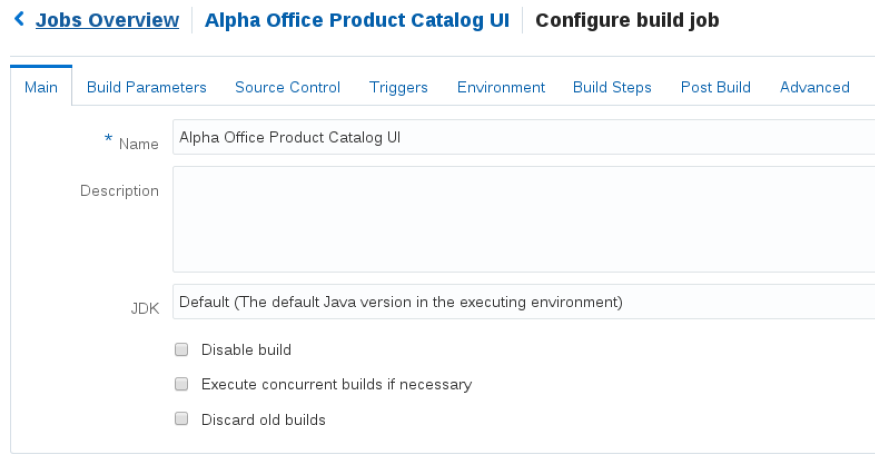 Jobs Overview Alpha Office Product Catalog UI Configure build job
Main Build Parameters Source Control Triggers Environment Build Steps Post Build Advanced
* Name Alpha Office Product Catalog UI
Description
JDK Default (The default Java version in the executing environment)
Disable build
Execute concurrent builds if necessary
Discard old builds